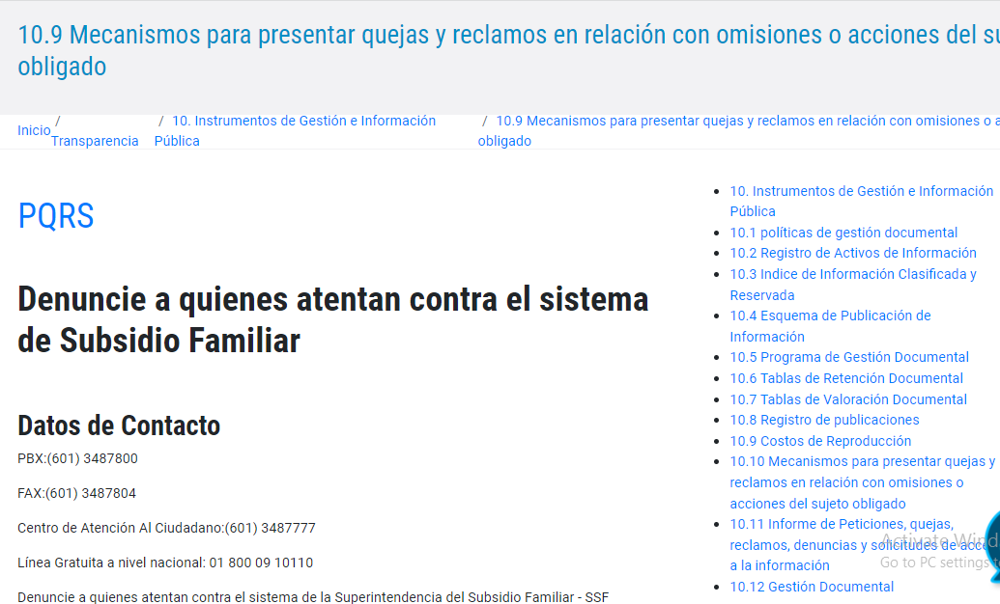 10.9 Mecanismos para presentar quejas y reclamos en relación con omisiones o acciones del
obligado
Inicio / Transparencia / 10. Instrumentos de Gestión e Información
Pública
/ 10.9 Mecanismos para presentar quejas y reclamos en relación con omisiones o
obligado
PQRS
Denuncie a quienes atentan contra el sistema
de Subsidio Familiar
Datos de Contacto
PBX:(601) 3487800
FAX:(601) 3487804
Centro de Atención Al Ciudadano:(601) 3487777
Línea Gratuita a nivel nacional: 01 800 09 10110
Denuncie a quienes atentan contra el sistema de la Superintendencia del Subsidio Familiar - SSF
10. Instrumentos de Gestión e Información
Pública
10.1 políticas de gestión documental
10.2 Registro de Activos de Información
10.3 Indice de Información Clasificada y
Reservada
10.4 Esquema de Publicación de
Información
10.5 Programa de Gestión Documental
10.6 Tablas de Retención Documental
10.7 Tablas de Valoración Documental
10.8 Registro de publicaciones
10.9 Costos de Reproducción
10.10 Mecanismos para presentar quejas y
reclamos en relación con omisiones o
acciones del sujeto obligado
10.11 Informe de Peticiones, quejas,
reclamos, denuncias y solicitudes de
a la información
10.12 Gestión Documental
Activate
Go to PC settings